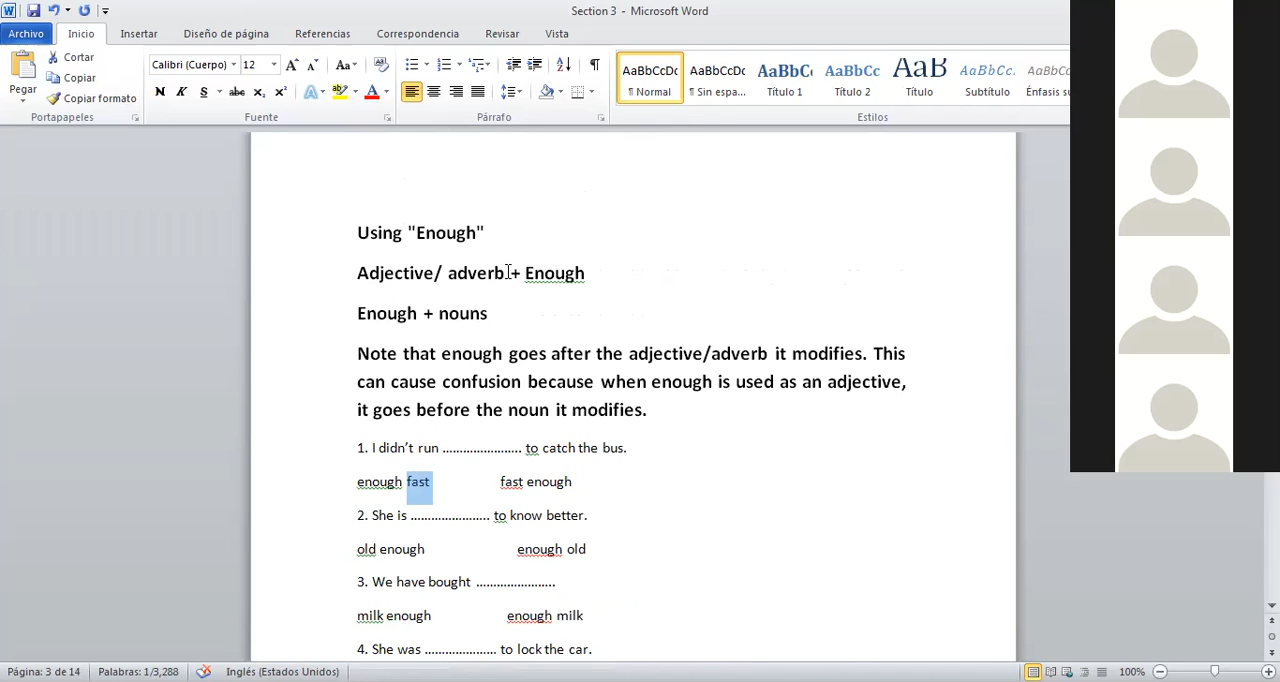 Section 3 - Microsoft Word
Archivo Inicio Insertar Diseño de página Referencias Correspondencia Revisar Vista
Pegar
Cortar
Copiar
Copiar formato
Portapapeles
Calibri (Cuerpo) 12
N K S abc x₂ x² A A
Fuente
Párrafo
AaBbCcDc AaBbCcDc AaBbC AaBbCc AaB AaBbCc. AaBbCc
¶ Normal ¶ Sin espa... Título 1 Título 2 Título Subtítulo Énfasis su
Estilos
Using "Enough"
Adjective/ adverb + Enough
Enough + nouns
Note that enough goes after the adjective/adverb it modifies. This
can cause confusion because when enough is used as an adjective,
it goes before the noun it modifies.
1. I didn’t run ………………….. to catch the bus.
enough fast fast enough
2. She is ………………….. to know better.
old enough enough old
3. We have bought …………………..
milk enough enough milk
4. She was ………………… to lock the car.
Página: 3 de 14 Palabras: 1/3,288 Inglés (Estados Unidos) 100%